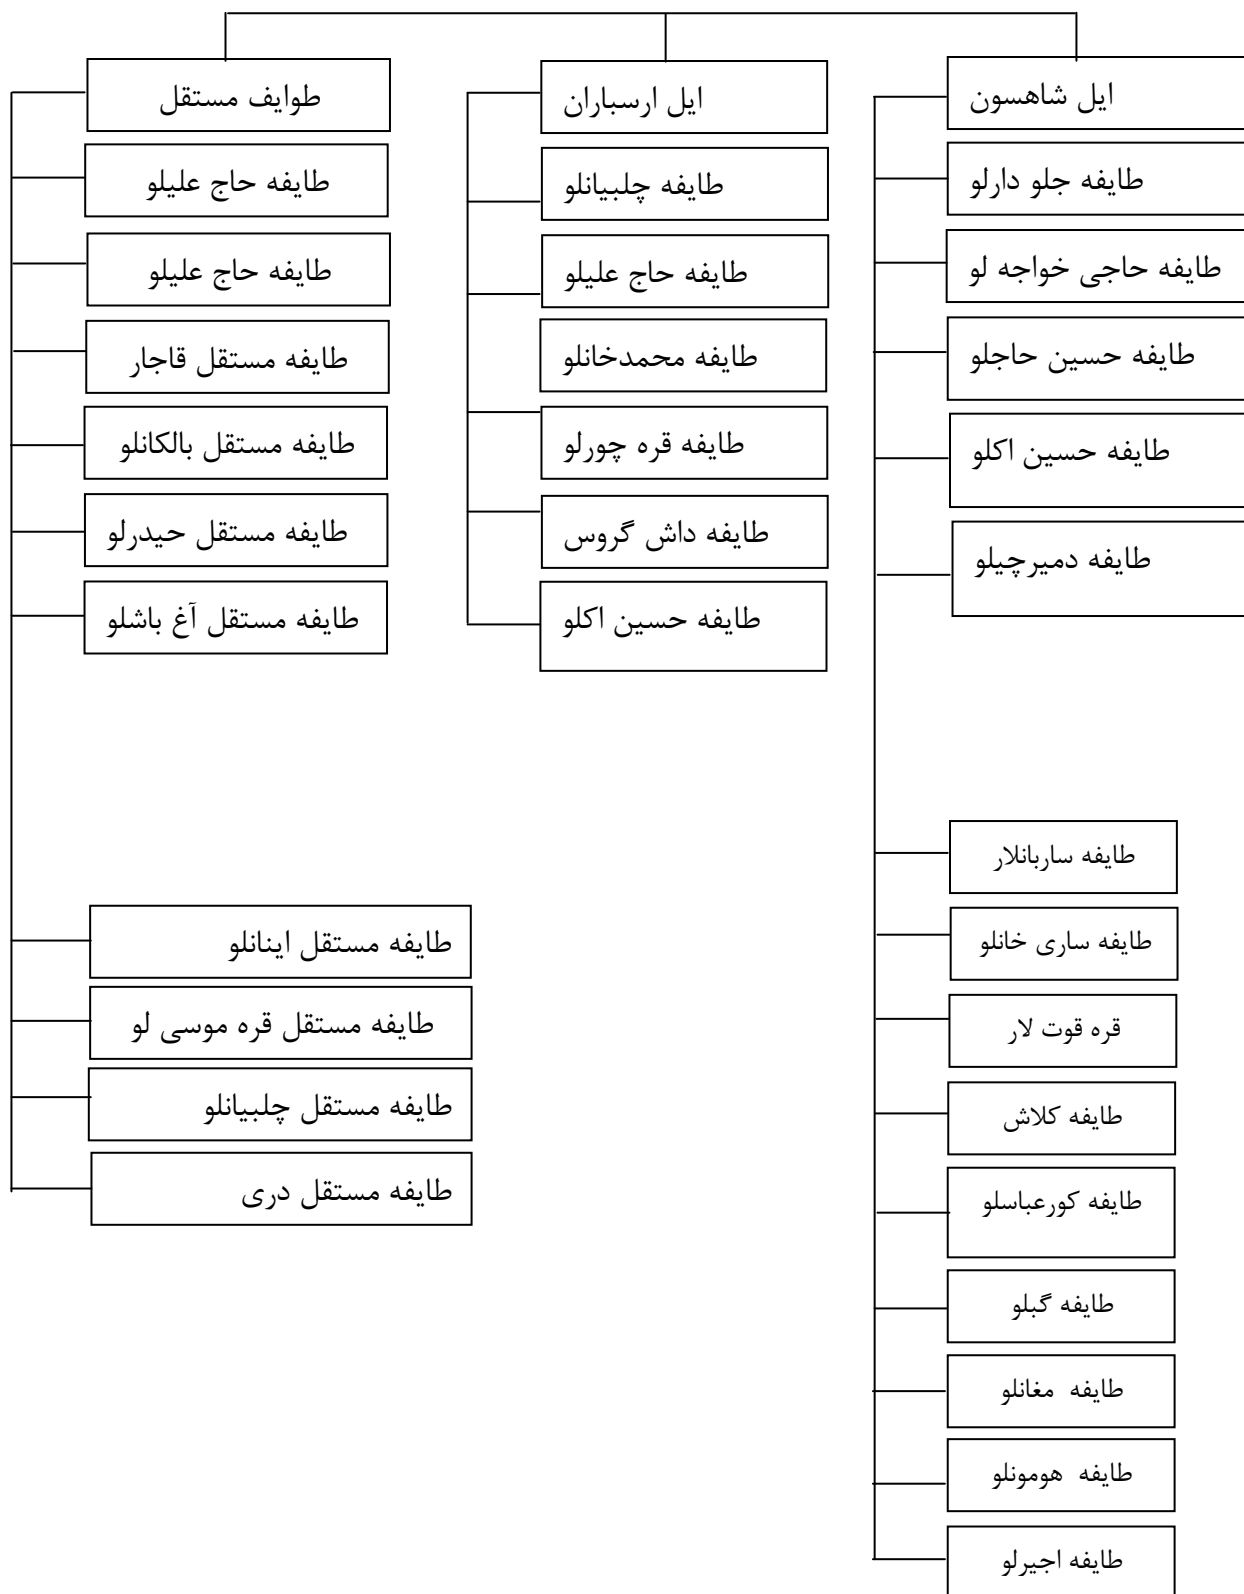 ایل شاهسون
طایفه جلو دارلو
طایفه حاجی خواجه لو
طایفه حسین حاجلو
طایفه حسین اکلو
طایفه دمیرچیلو
طایفه ساربانلار
طایفه ساری خانلو
قره قوت لار
طایفه کلاش
طایفه کورعباسلو
طایفه گبلو
طایفه مغانلو
طایفه هومونلو
طایفه اجیرلو
ایل ارسباران
طایفه چلبیانلو
طایفه حاج علیلو
طایفه محمدخانلو
طایفه قره چورلو
طایفه داش گروس
طایفه حسین اکلو
طوایف مستقل
طایفه حاج علیلو
طایفه حاج علیلو
طایفه مستقل قاجار
طایفه مستقل بالکانلو
طایفه مستقل حیدرلو
طایفه مستقل آغ باشلو
طایفه مستقل اینانلو
طایفه مستقل قره موسی لو
طایفه مستقل چلبیانلو
طایفه مستقل دری